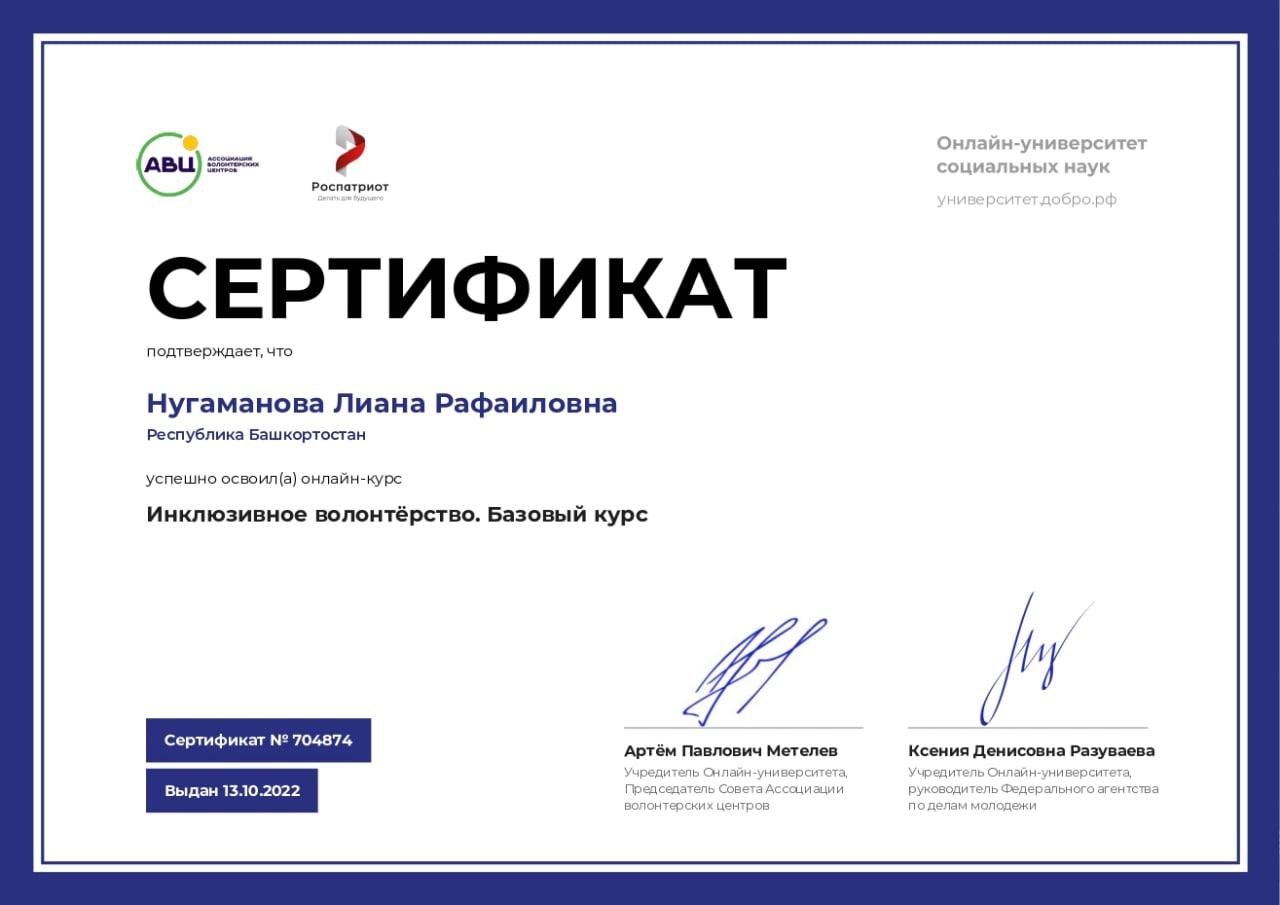 АВЦ
АССОЦИАЦИЯ
ВОЛОНТЕРСКИХ
ЦЕНТРОВ
Роспатриот
Делать для будущего
Онлайн-университет
социальных наук
университет.добро.рф
СЕРТИФИКАТ
подтверждает, что
Нугаманова Лиана Рафаиловна
Республика Башкортостан
успешно освоил(а) онлайн-курс
Инклюзивное волонтёрство. Базовый курс
Сертификат № 704874
Выдан 13.10.2022
Артём Павлович Метелев
Учредитель Онлайн-университета,
Председатель Совета Ассоциации
волонтерских центров
Ксения Денисовна Разуваева
Учредитель Онлайн-университета,
руководитель Федерального агентства
по делам молодежи